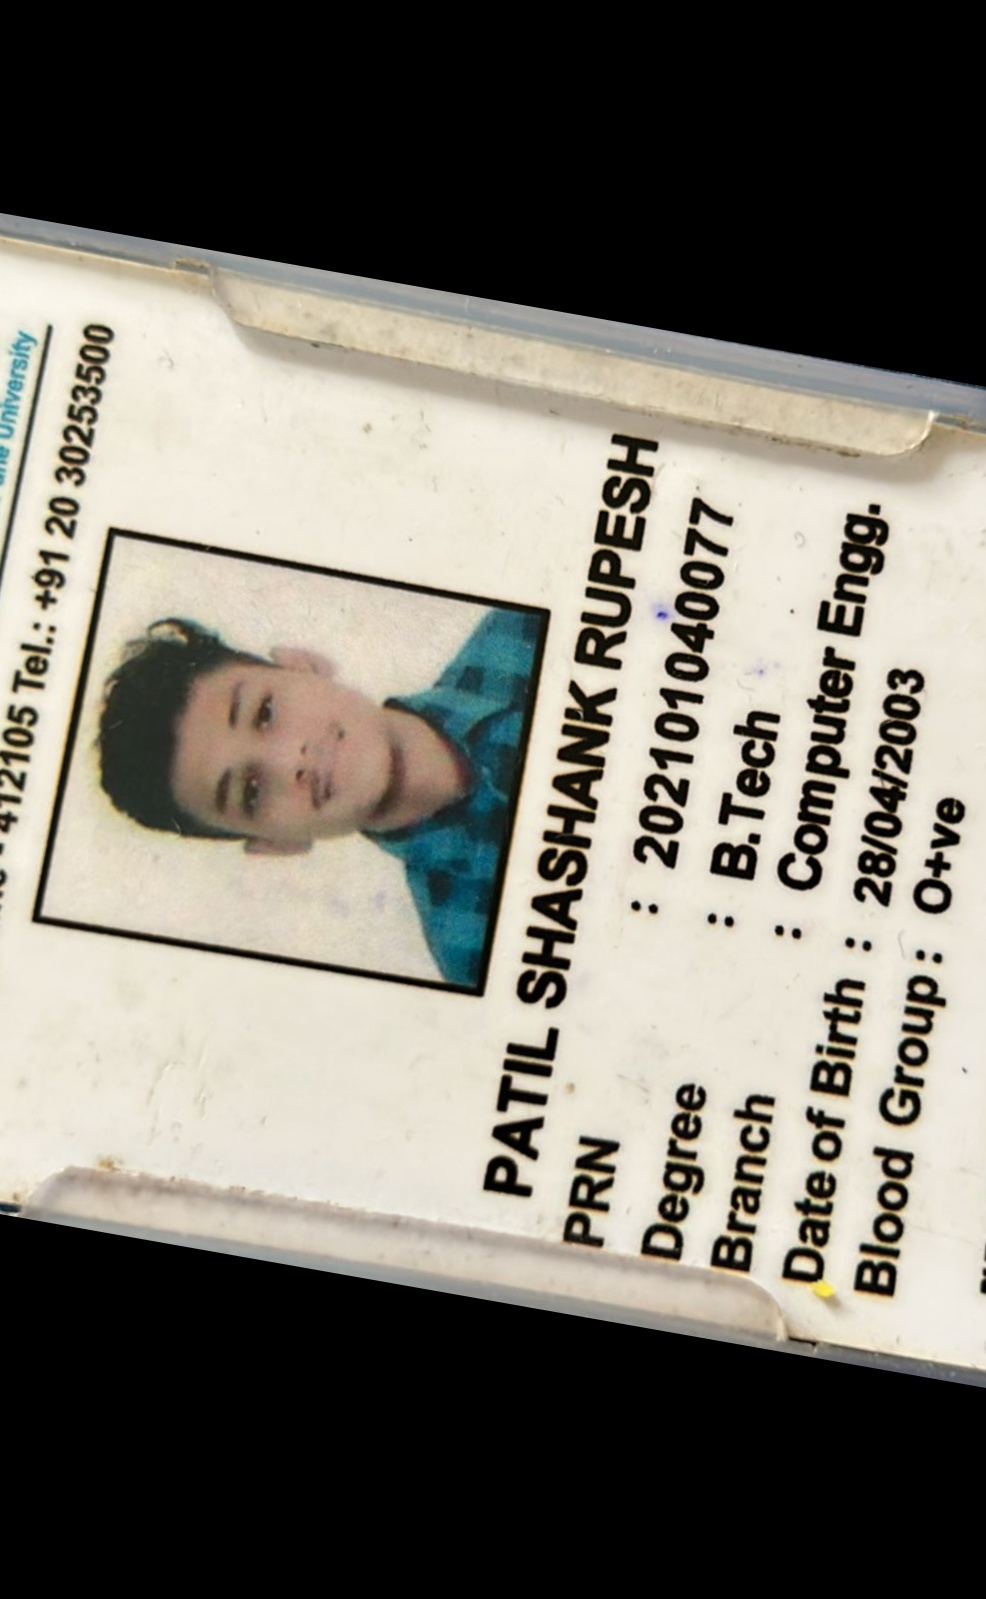 University
412105 Tel.: +91 20 30253500
PATIL SHASHANK RUPESH
PRN : 202101040077
Degree : B.Tech
Branch : Computer Engg.
Date of Birth : 28/04/2003
Blood Group : O+ve